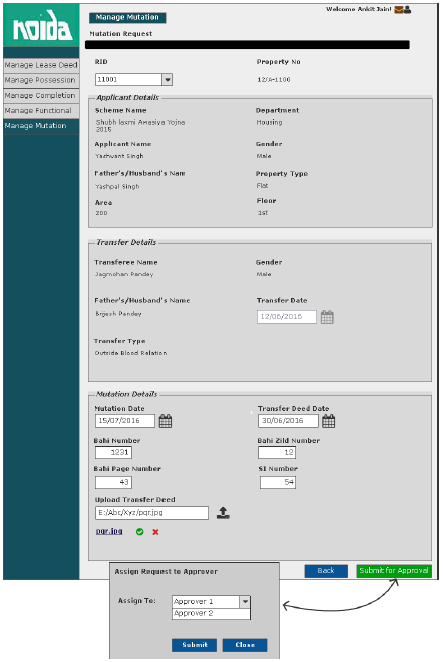 Welcome Ankit Jain!
noida
Manage Mutation
Mutation Request
RID
Property No
11001
12/A-1100
Manage Lease Deed
Manage Possession
Manage Completion
Manage Functional
Manage Mutation
Applicant Details
Scheme Name
Department
Shubh laxmi Awasiya Yojna
2015
Housing
Applicant Name
Gender
Yashvant Singh
Male
Father's/Husband's Nam
Property Type
Yashpal Singh
Flat
Area
Floor
200
1st
Transfer Details
Transferee Name
Gender
Jagmohan Pandey
Male
Father's/Husband's Name
Transfer Date
Brijesh Pandey
12/06/2016
Transfer Type
Outside Blood Relation
Mutation Details
Mutation Date
Transfer Deed Date
15/07/2016
30/06/2016
Bahi Number
Bahi Zild Number
1231
12
Bahi Page Number
SI Number
43
54
Upload Transfer Deed
E:/Abc/Xyz/pqr.jpg
pqr.jpg
Back
Submit for Approval
Assign Request to Approver
Assign To:
Approver 1
Approver 2
Submit
Close